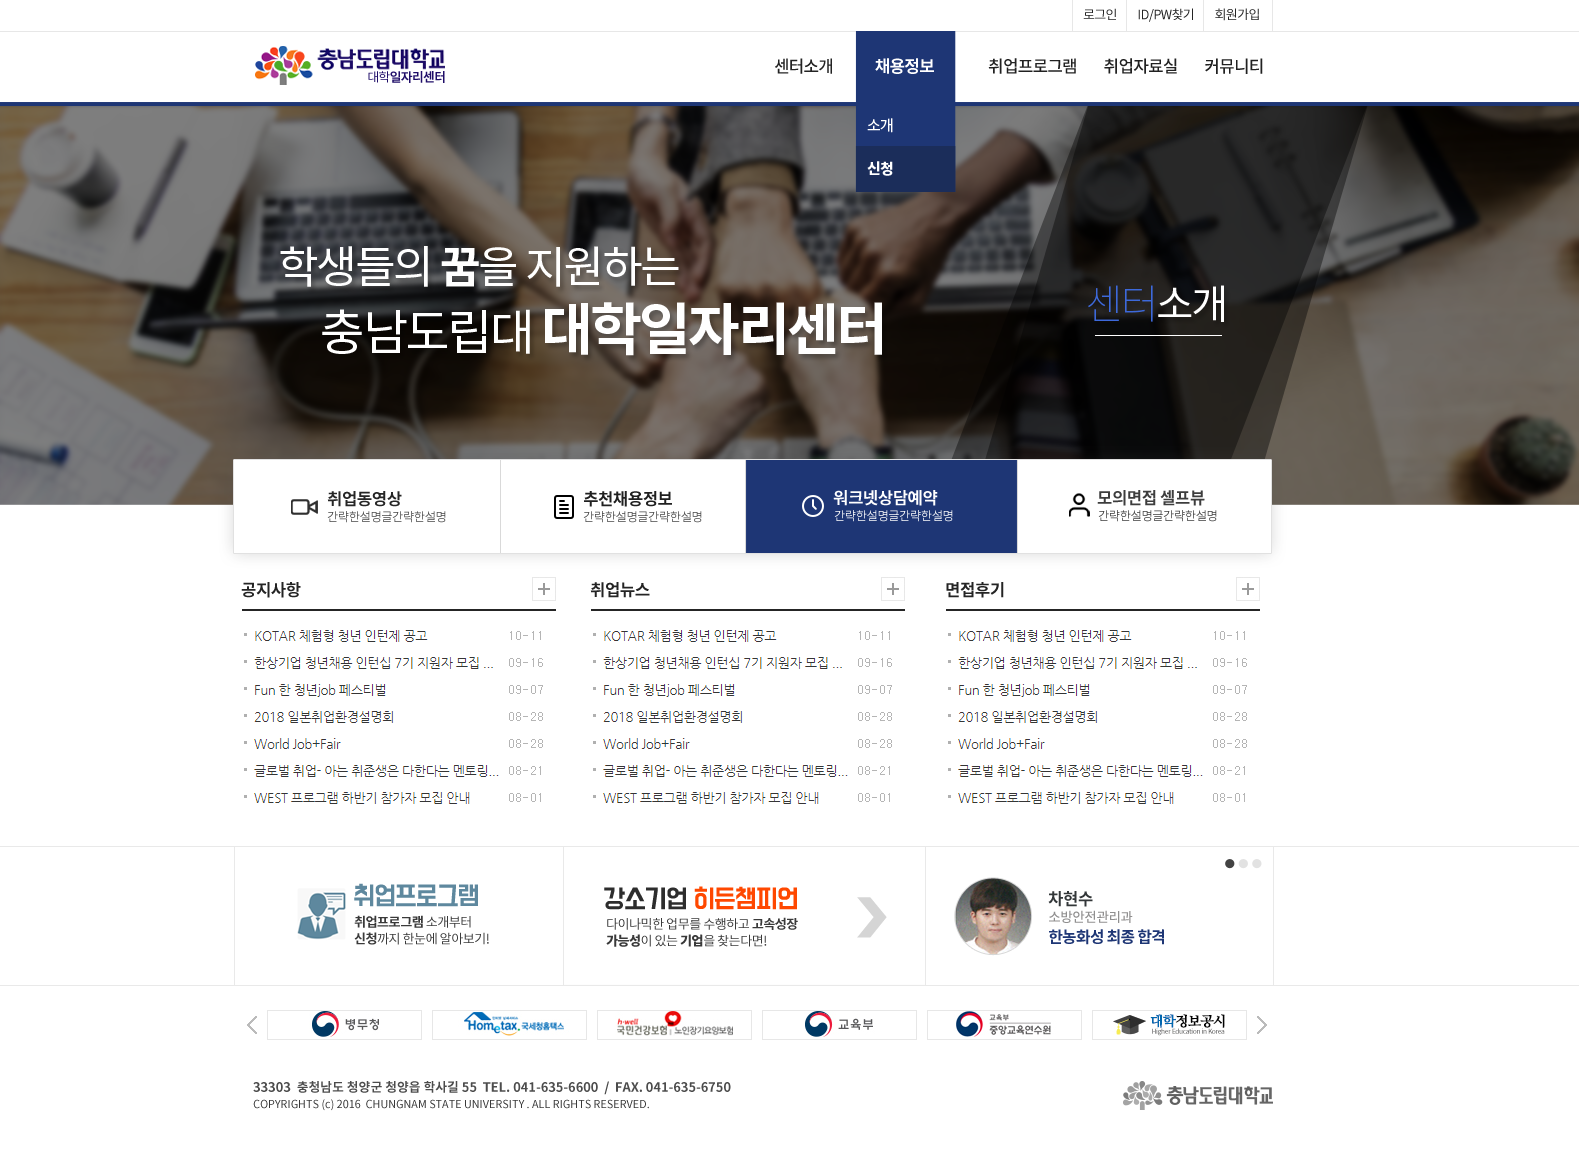 로그인 ID/PW찾기 회원가입
충남도립대학교
대학일자리센터
센터소개 채용정보 취업프로그램 취업자료실 커뮤니티
소개
신청
학생들의 꿈을 지원하는
충남도립대 대학일자리센터
센터소개
취업동영상
간략한설명글간략한설명
추천채용정보
간략한설명글간략한설명
워크넷상담예약
간략한설명글간략한설명
모의면접 셀프뷰
간략한설명글간략한설명
공지사항
KOTAR 체험형 청년 인턴제 공고 10-11
한상기업 청년채용 인턴십 7기 지원자 모집 ... 09-16
Fun 한 청년job 페스티벌 09-07
2018 일본취업환경설명회 08-28
World Job+Fair 08-28
글로벌 취업- 아는 취준생은 다한다는 멘토링... 08-21
WEST 프로그램 하반기 참가자 모집 안내 08-01
취업뉴스
KOTAR 체험형 청년 인턴제 공고 10-11
한상기업 청년채용 인턴십 7기 지원자 모집 ... 09-16
Fun 한 청년job 페스티벌 09-07
2018 일본취업환경설명회 08-28
World Job+Fair 08-28
글로벌 취업- 아는 취준생은 다한다는 멘토링... 08-21
WEST 프로그램 하반기 참가자 모집 안내 08-01
면접후기
KOTAR 체험형 청년 인턴제 공고 10-11
한상기업 청년채용 인턴십 7기 지원자 모집 ... 09-16
Fun 한 청년job 페스티벌 09-07
2018 일본취업환경설명회 08-28
World Job+Fair 08-28
글로벌 취업- 아는 취준생은 다한다는 멘토링... 08-21
WEST 프로그램 하반기 참가자 모집 안내 08-01
취업프로그램
취업프로그램 소개부터
신청까지 한눈에 알아보기!
강소기업 히든챔피언
다이나믹한 업무를 수행하고 고속성장
가능성이 있는 기업을 찾는다면!
차현수
소방안전관리과
한농화성 최종 합격
병무청
Hometax. 국세청홈택스
h-well
국민건강보험 노인장기요양보험
교육부
교육부
중앙교육연수원
대학정보공시
Higher Education in Korea
33303 충청남도 청양군 청양읍 학사길 55 TEL. 041-635-6600 / FAX. 041-635-6750
COPYRIGHTS (c) 2016 CHUNGNAM STATE UNIVERSITY . ALL RIGHTS RESERVED.
충남도립대학교